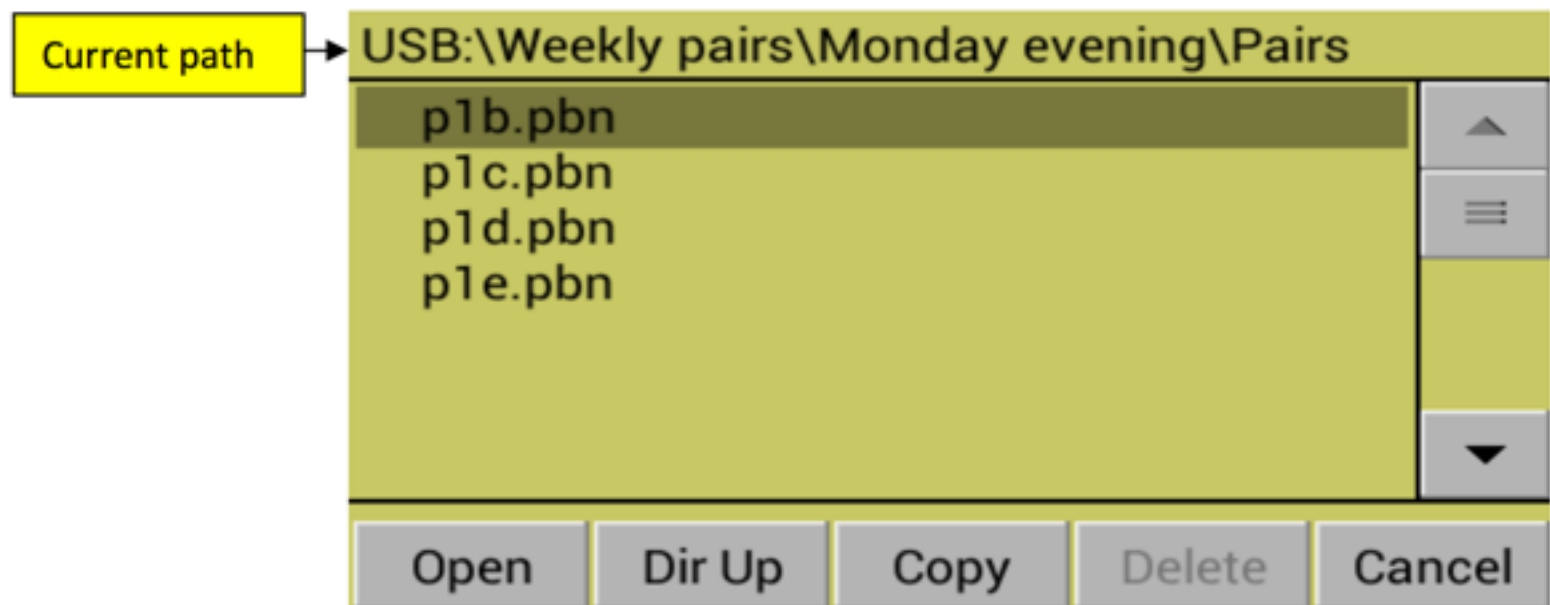 Current path
USB:\Weekly pairs\Monday evening\Pairs
p1b.pbn
p1c.pbn
p1d.pbn
p1e.pbn
Open Dir Up Copy Delete Cancel